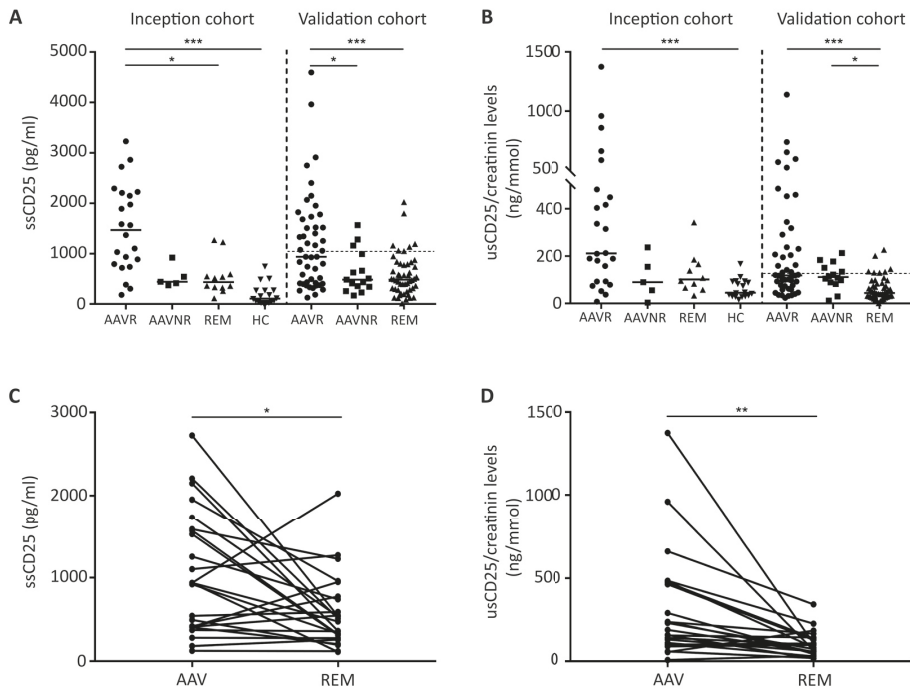 A
Inception cohort
Validation cohort
***
*
***
*
ssCD25 (pg/ml)
5000
4000
3000
2000
1000
0
AAVR AAVNR REM HC AAVR AAVNR REM
B
Inception cohort
Validation cohort
***
***
*
usCD25/creatinin levels
(ng/mmol)
1500
1000
500
400
200
0
AAVR AAVNR REM HC AAVR AAVNR REM
C
*
ssCD25 (pg/ml)
3000
2000
1000
0
AAV REM
D
**
usCD25/creatinin levels
(ng/mmol)
1500
1000
500
0
AAV REM